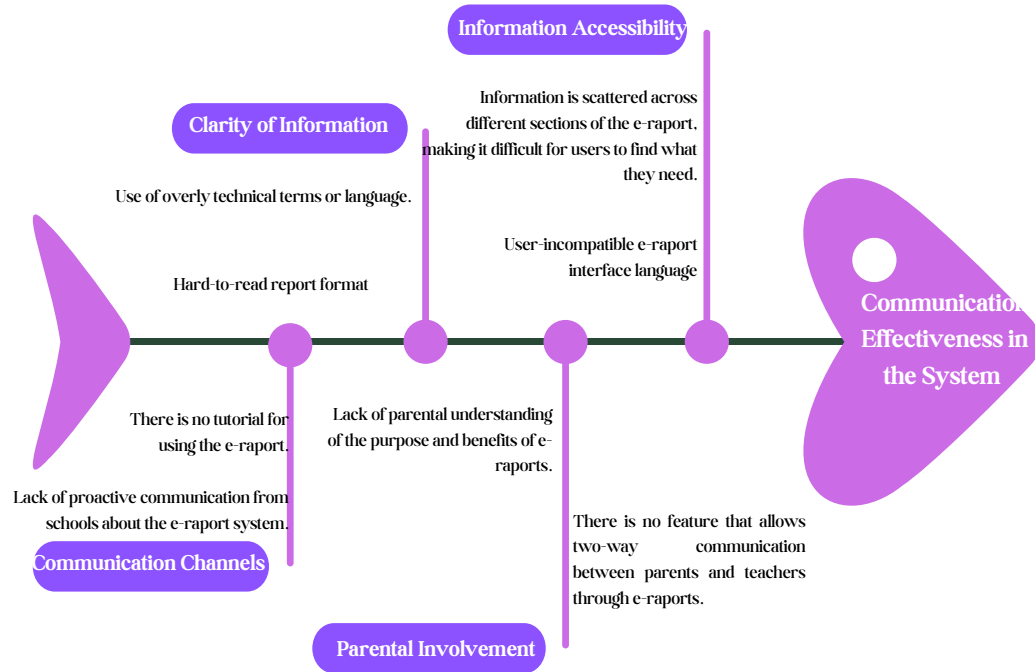 Information Accessibility
Information is scattered across
different sections of the e-raport,
making it difficult for users to find what
they need.
User-incompatible e-raport
interface language
Clarity of Information
Use of overly technical terms or language.
Hard-to-read report format
Communication
Effectiveness in
the System
There is no tutorial for
using the e-raport.
Lack of proactive communication from
schools about the e-raport system.
Communication Channels
Lack of parental understanding
of the purpose and benefits of e-
raports.
There is no feature that allows
two-way communication
between parents and teachers
through e-raports.
Parental Involvement